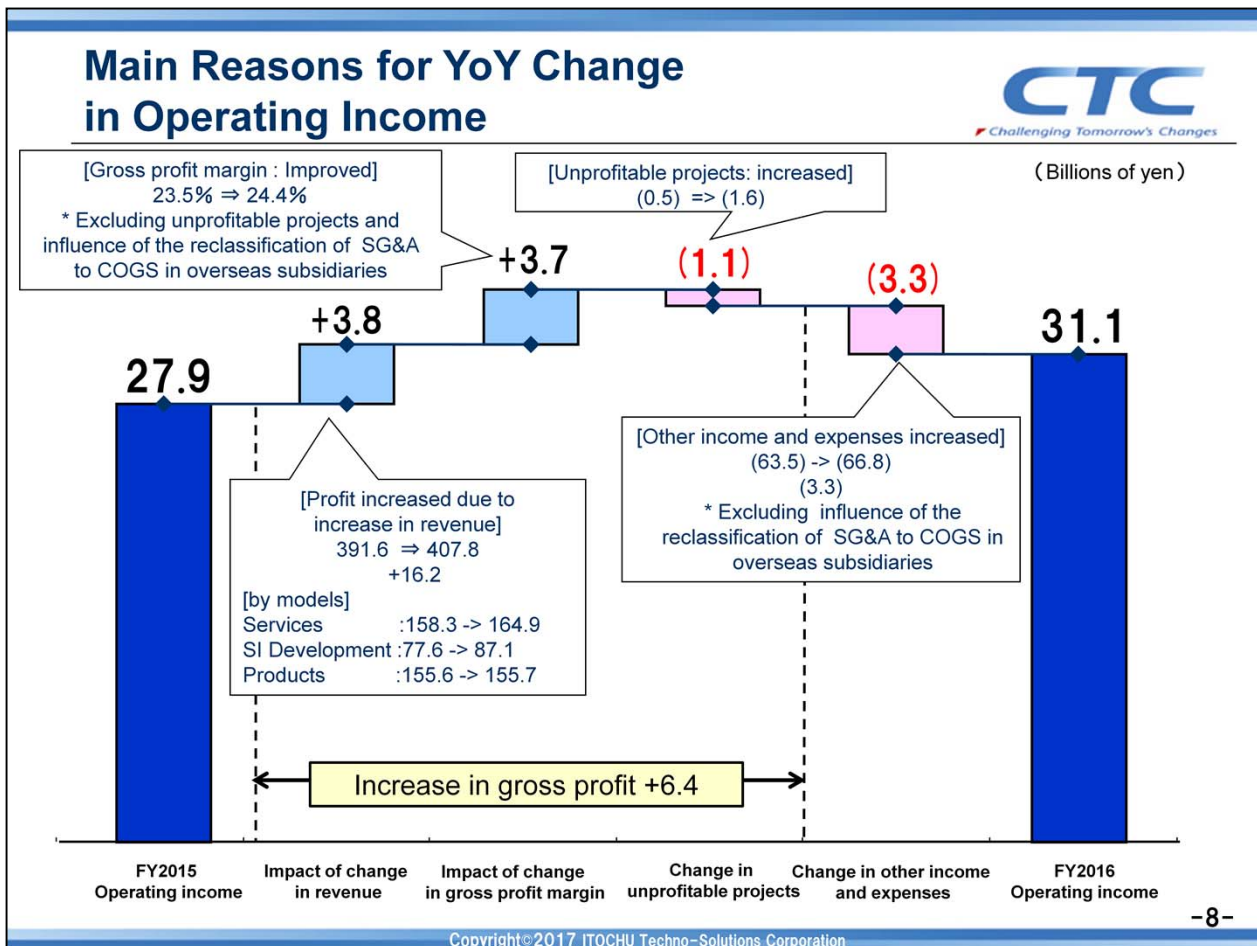 Main Reasons for YoY Change
in Operating Income
CTC
Challenging Tomorrow's Changes
(Billions of yen)
[Gross profit margin : Improved]
23.5% ⇒ 24.4%
* Excluding unprofitable projects and
influence of the reclassification of SG&A
to COGS in overseas subsidiaries
[Unprofitable projects: increased]
(0.5) => (1.6)
27.9
+3.8
+3.7
(1.1)
(3.3)
31.1
[Profit increased due to
increase in revenue]
391.6 ⇒ 407.8
+16.2
[by models]
Services :158.3 -> 164.9
SI Development :77.6 -> 87.1
Products :155.6 -> 155.7
[Other income and expenses increased]
(63.5) -> (66.8)
(3.3)
* Excluding influence of the
reclassification of SG&A to COGS in
overseas subsidiaries
Increase in gross profit +6.4
FY2015
Operating income
Impact of change
in revenue
Impact of change
in gross profit margin
Change in
unprofitable projects
Change in other income
and expenses
FY2016
Operating income
-8-
Copyright©2017 ITOCHU Techno-Solutions Corporation